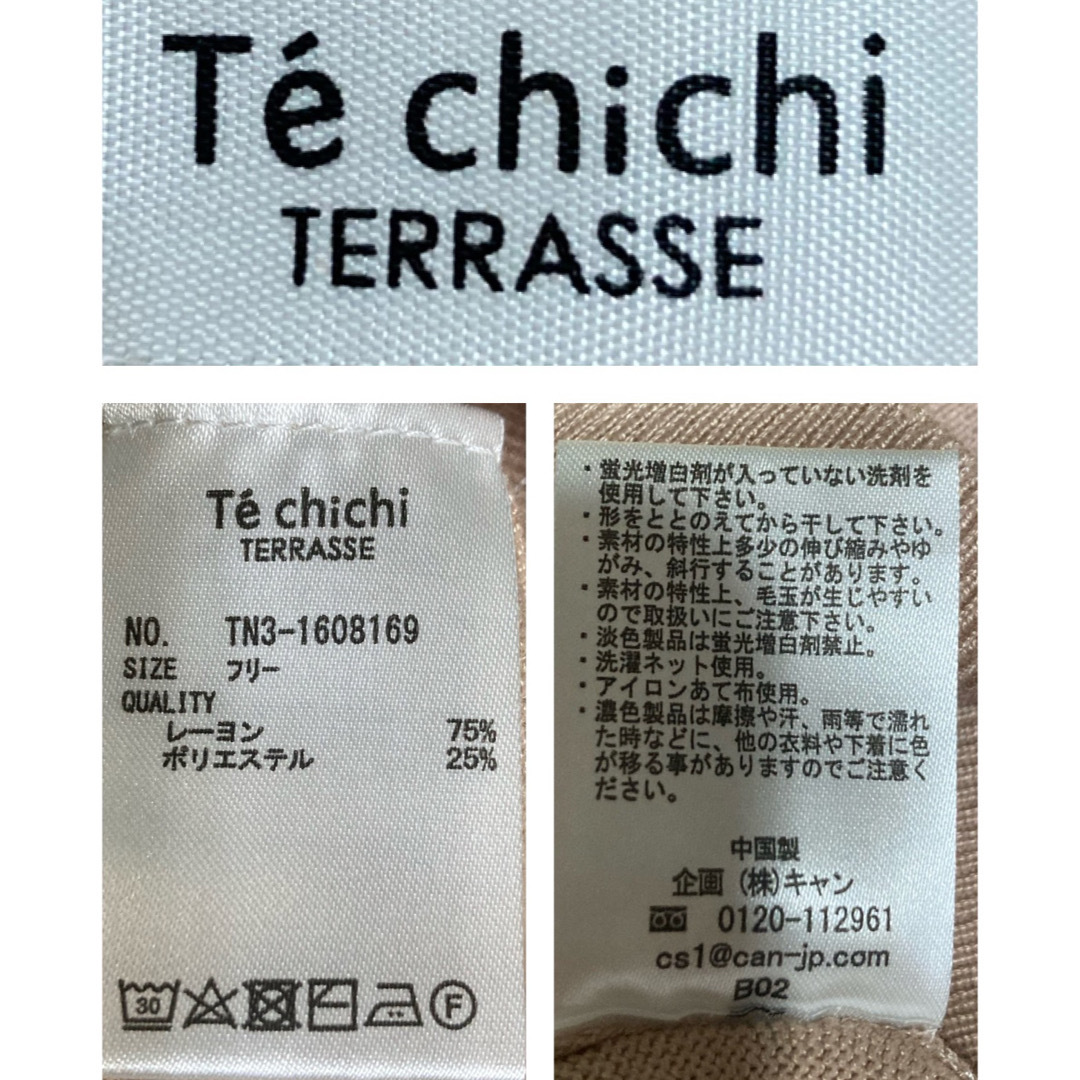 Té chichi
TERRASSE
Té chichi
TERRASSE
NO. TN3-1608169
SIZE フリー
QUALITY
レーヨン 75%
ポリエステル 25%
30
F
・蛍光増白剤が入っていない洗剤を
使用して下さい。
・形をととのえてから干して下さい。
・素材の特性上多少の伸び縮みやゆ
がみ、斜行することがあります。
・素材の特性上、毛玉が生じやすい
ので取扱いにご注意下さい。
・淡色製品は蛍光増白剤禁止。
・洗濯ネット使用。
・アイロンあて布使用。
・濃色製品は摩擦や汗、雨等で濡れ
た時などに、他の衣料や下着に色
が移る事がありますのでご注意く
ださい。
中国製
企画 (株)キャン
0120-112961
cs1@can-jp.com
B02